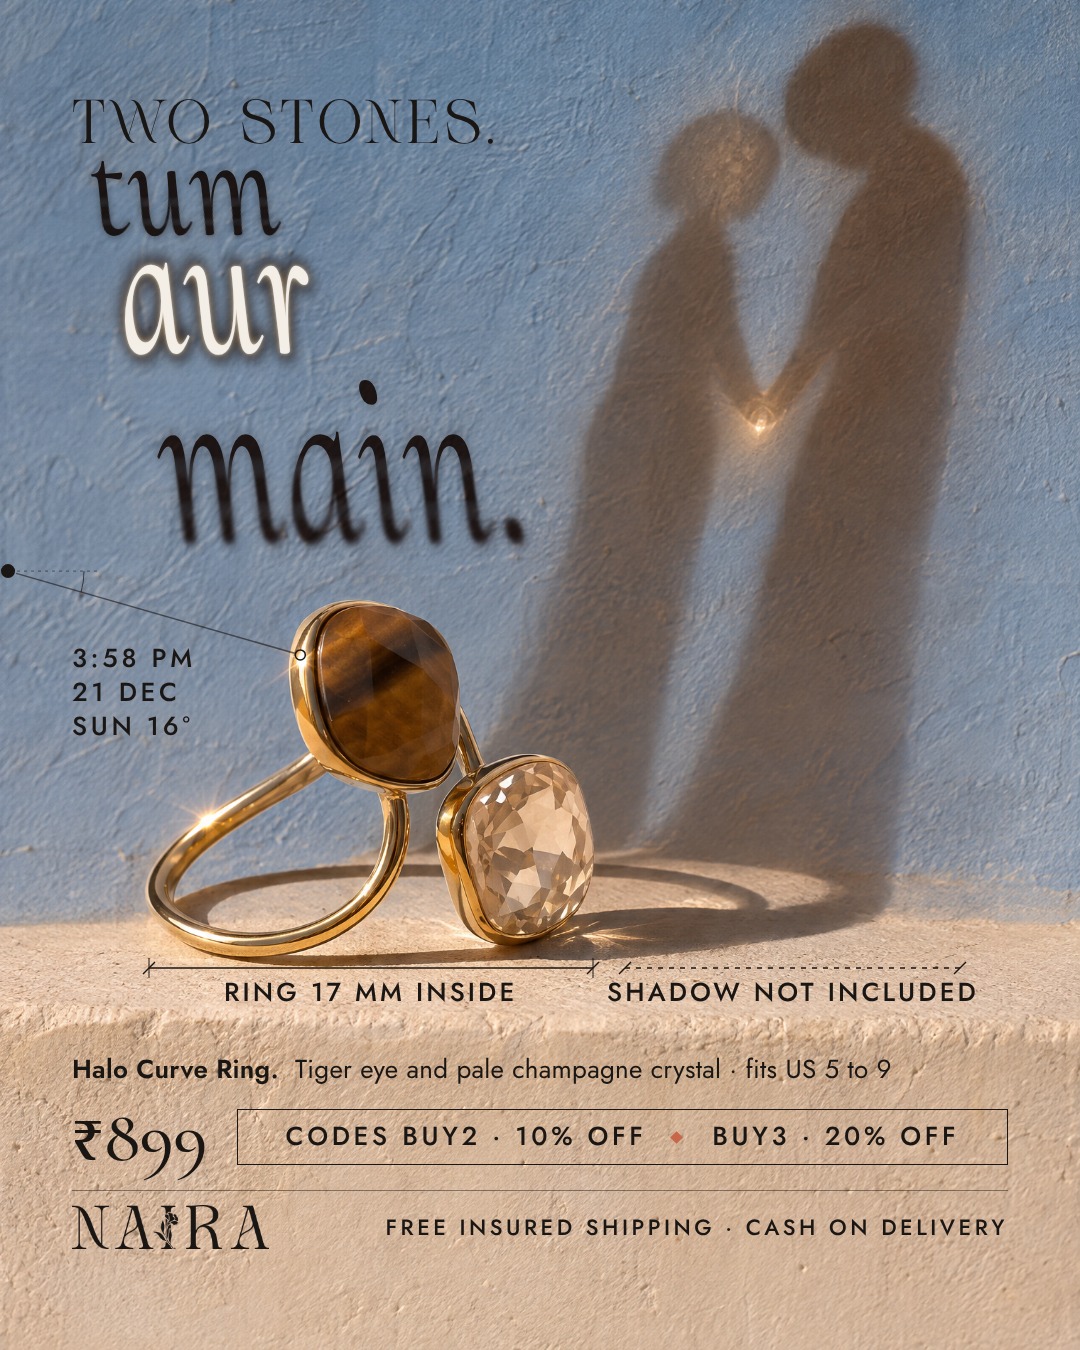 TWO STONES.
tum
aur
main.
3:58 PM
21 DEC
SUN 16°
RING 17 MM INSIDE
SHADOW NOT INCLUDED
Halo Curve Ring. Tiger eye and pale champagne crystal · fits US 5 to 9
₹899
CODES BUY2 · 10% OFF ◆ BUY3 · 20% OFF
NAIRA
FREE INSURED SHIPPING · CASH ON DELIVERY